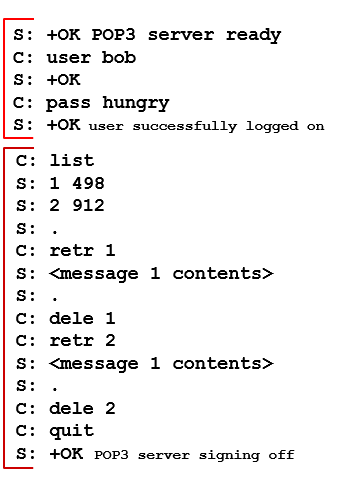 S: +OK POP3 server ready
C: user bob
S: +OK
C: pass hungry
S: +OK user successfully logged on
C: list
S: 1 498
S: 2 912
S: .
C: retr 1
S: <message 1 contents>
S: .
C: dele 1
C: retr 2
S: <message 1 contents>
S: .
C: dele 2
C: quit
S: +OK POP3 server signing off